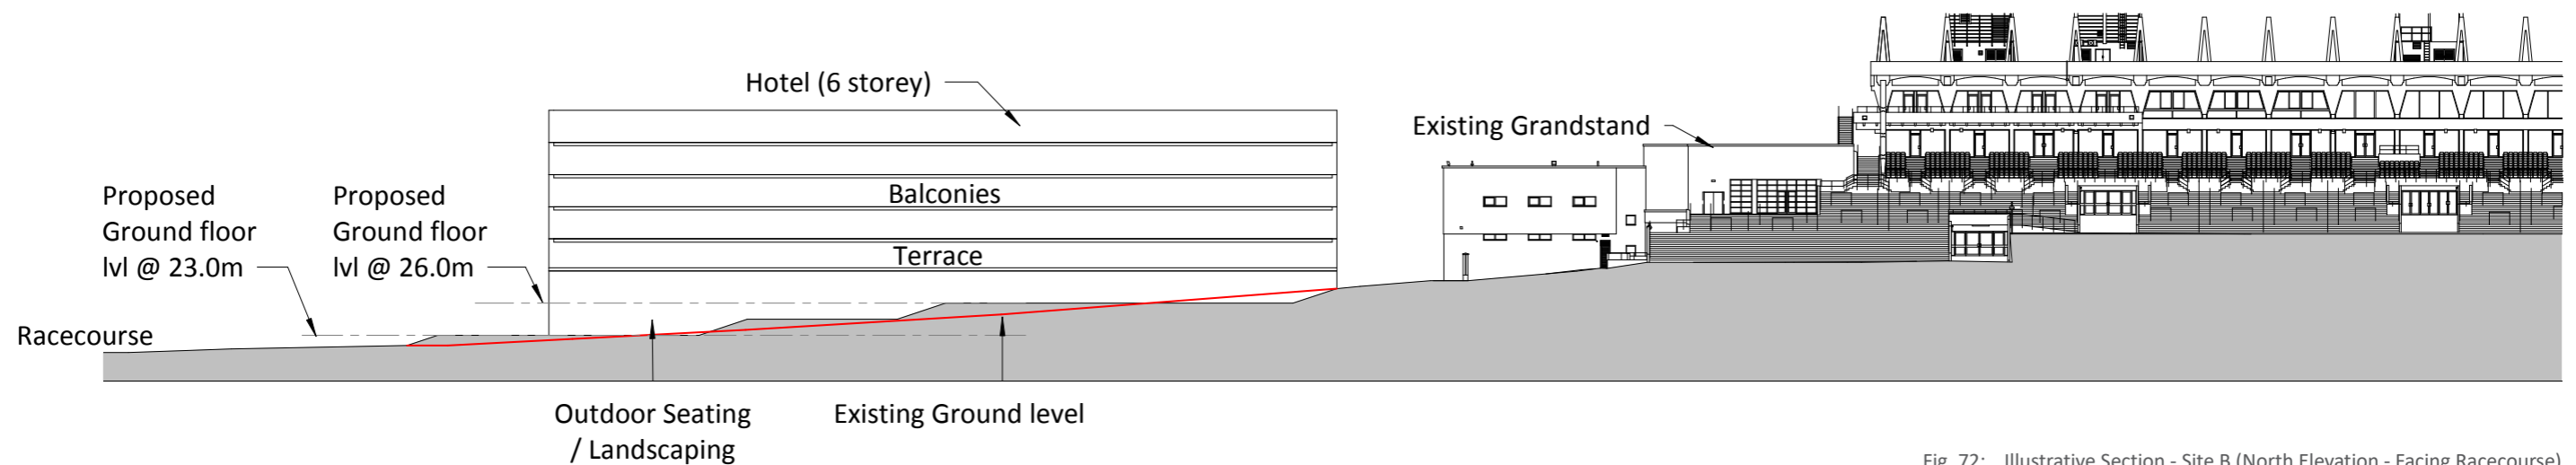 Hotel (6 storey)
Existing Grandstand
Proposed
Ground floor
lvl @ 23.0m
Proposed
Ground floor
lvl @ 26.0m
Balconies
Terrace
Racecourse
Outdoor Seating
/ Landscaping
Existing Ground level
Fig. 72: Illustrative Section - Site B (North Elevation - Facing Racecourse)